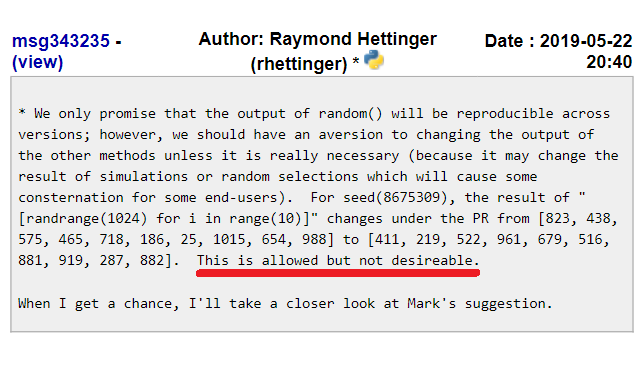 msg343235 - Author: Raymond Hettinger Date : 2019-05-22
(view) (rhettinger) * 20:40
* We only promise that the output of random() will be reproducible across
versions; however, we should have an aversion to changing the output of
the other methods unless it is really necessary (because it may change the
result of simulations or random selections which will cause some
consternation for some end-users).  For seed(8675309), the result of "
[randrange(1024) for i in range(10)]" changes under the PR from [823, 438,
575, 465, 718, 186, 25, 1015, 654, 988] to [411, 219, 522, 961, 679, 516,
881, 919, 287, 882].  This is allowed but not desireable.
When I get a chance, I'll take a closer look at Mark's suggestion.